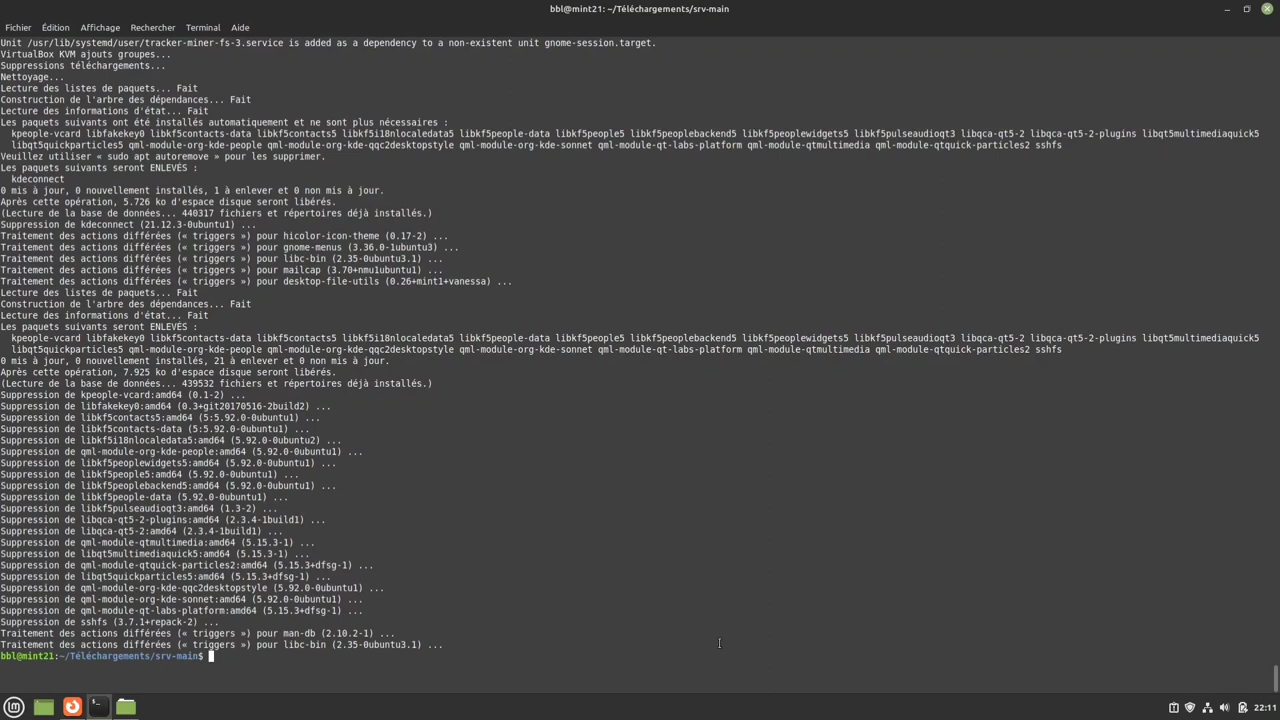 bbl@mint21: ~/Téléchargements/srv-main
Fichier Édition Affichage Rechercher Terminal Aide
Unit /usr/lib/systemd/user/tracker-miner-fs-3.service is added as a dependency to a non-existent unit gnome-session.target.
VirtualBox KVM ajouts groupes...
Suppressions téléchargements...
Nettoyage...
Lecture des listes de paquets... Fait
Construction de l'arbre des dépendances... Fait
Lecture des informations d'état... Fait
Les paquets suivants ont été installés automatiquement et ne sont plus nécessaires :
kpeople-vcard libfakekey0 libkf5contacts-data libkf5contacts5 libkf5i18nlocaledata5 libkf5people-data libkf5people5 libkf5peoplebackend5 libkf5peoplewidgets5 libkf5pulseaudioqt3 libqca-qt5-2 libqca-qt5-2-plugins libqt5multimediaquick5
libqt5quickparticles5 qml-module-org-kde-people qml-module-org-kde-qqc2desktopstyle qml-module-org-kde-sonnet qml-module-qt-labs-platform qml-module-qtmultimedia qml-module-qtquick-particles2 sshfs
Veuillez utiliser « sudo apt autoremove » pour les supprimer.
Les paquets suivants seront ENLEVÉS :
kdeconnect
0 mis à jour, 0 nouvellement installés, 1 à enlever et 0 non mis à jour.
Après cette opération, 5.726 ko d'espace disque seront libérés.
(Lecture de la base de données... 440317 fichiers et répertoires déjà installés.)
Suppression de kdeconnect (21.12.3-0ubuntu1) ...
Traitement des actions différées (« triggers ») pour hicolor-icon-theme (0.17-2) ...
Traitement des actions différées (« triggers ») pour gnome-menus (3.36.0-1ubuntu3) ...
Traitement des actions différées (« triggers ») pour libc-bin (2.35-0ubuntu3.1) ...
Traitement des actions différées (« triggers ») pour mailcap (3.70+nmu1ubuntu1) ...
Traitement des actions différées (« triggers ») pour desktop-file-utils (0.26+mint1+vanessa) ...
Lecture des listes de paquets... Fait
Construction de l'arbre des dépendances... Fait
Lecture des informations d'état... Fait
Les paquets suivants seront ENLEVÉS :
kpeople-vcard libfakekey0 libkf5contacts-data libkf5contacts5 libkf5i18nlocaledata5 libkf5people-data libkf5people5 libkf5peoplebackend5 libkf5peoplewidgets5 libkf5pulseaudioqt3 libqca-qt5-2 libqca-qt5-2-plugins libqt5multimediaquick5
libqt5quickparticles5 qml-module-org-kde-people qml-module-org-kde-qqc2desktopstyle qml-module-org-kde-sonnet qml-module-qt-labs-platform qml-module-qtmultimedia qml-module-qtquick-particles2 sshfs
0 mis à jour, 0 nouvellement installés, 21 à enlever et 0 non mis à jour.
Après cette opération, 7.925 ko d'espace disque seront libérés.
(Lecture de la base de données... 439532 fichiers et répertoires déjà installés.)
Suppression de kpeople-vcard:amd64 (0.1-2) ...
Suppression de libfakekey0:amd64 (0.3+git20170516-2build2) ...
Suppression de libkf5contacts5:amd64 (5:5.92.0-0ubuntu1) ...
Suppression de libkf5contacts-data (5:5.92.0-0ubuntu1) ...
Suppression de libkf5i18nlocaledata5:amd64 (5.92.0-0ubuntu2) ...
Suppression de qml-module-org-kde-people:amd64 (5.92.0-0ubuntu1) ...
Suppression de libkf5peoplewidgets5:amd64 (5.92.0-0ubuntu1) ...
Suppression de libkf5people5:amd64 (5.92.0-0ubuntu1) ...
Suppression de libkf5peoplebackend5:amd64 (5.92.0-0ubuntu1) ...
Suppression de libkf5people-data (5.92.0-0ubuntu1) ...
Suppression de libkf5pulseaudioqt3:amd64 (1.3-2) ...
Suppression de libqca-qt5-2-plugins:amd64 (2.3.4-1build1) ...
Suppression de libqca-qt5-2:amd64 (2.3.4-1build1) ...
Suppression de qml-module-qtmultimedia:amd64 (5.15.3-1) ...
Suppression de libqt5multimediaquick5:amd64 (5.15.3-1) ...
Suppression de qml-module-qtquick-particles2:amd64 (5.15.3+dfsg-1) ...
Suppression de libqt5quickparticles5:amd64 (5.15.3+dfsg-1) ...
Suppression de qml-module-org-kde-qqc2desktopstyle (5.92.0-0ubuntu1) ...
Suppression de qml-module-org-kde-sonnet:amd64 (5.92.0-0ubuntu1) ...
Suppression de qml-module-qt-labs-platform:amd64 (5.15.3+dfsg-1) ...
Suppression de sshfs (3.7.1+repack-2) ...
Traitement des actions différées (« triggers ») pour man-db (2.10.2-1) ...
Traitement des actions différées (« triggers ») pour libc-bin (2.35-0ubuntu3.1) ...
bbl@mint21:~/Téléchargements/srv-main$
22:11